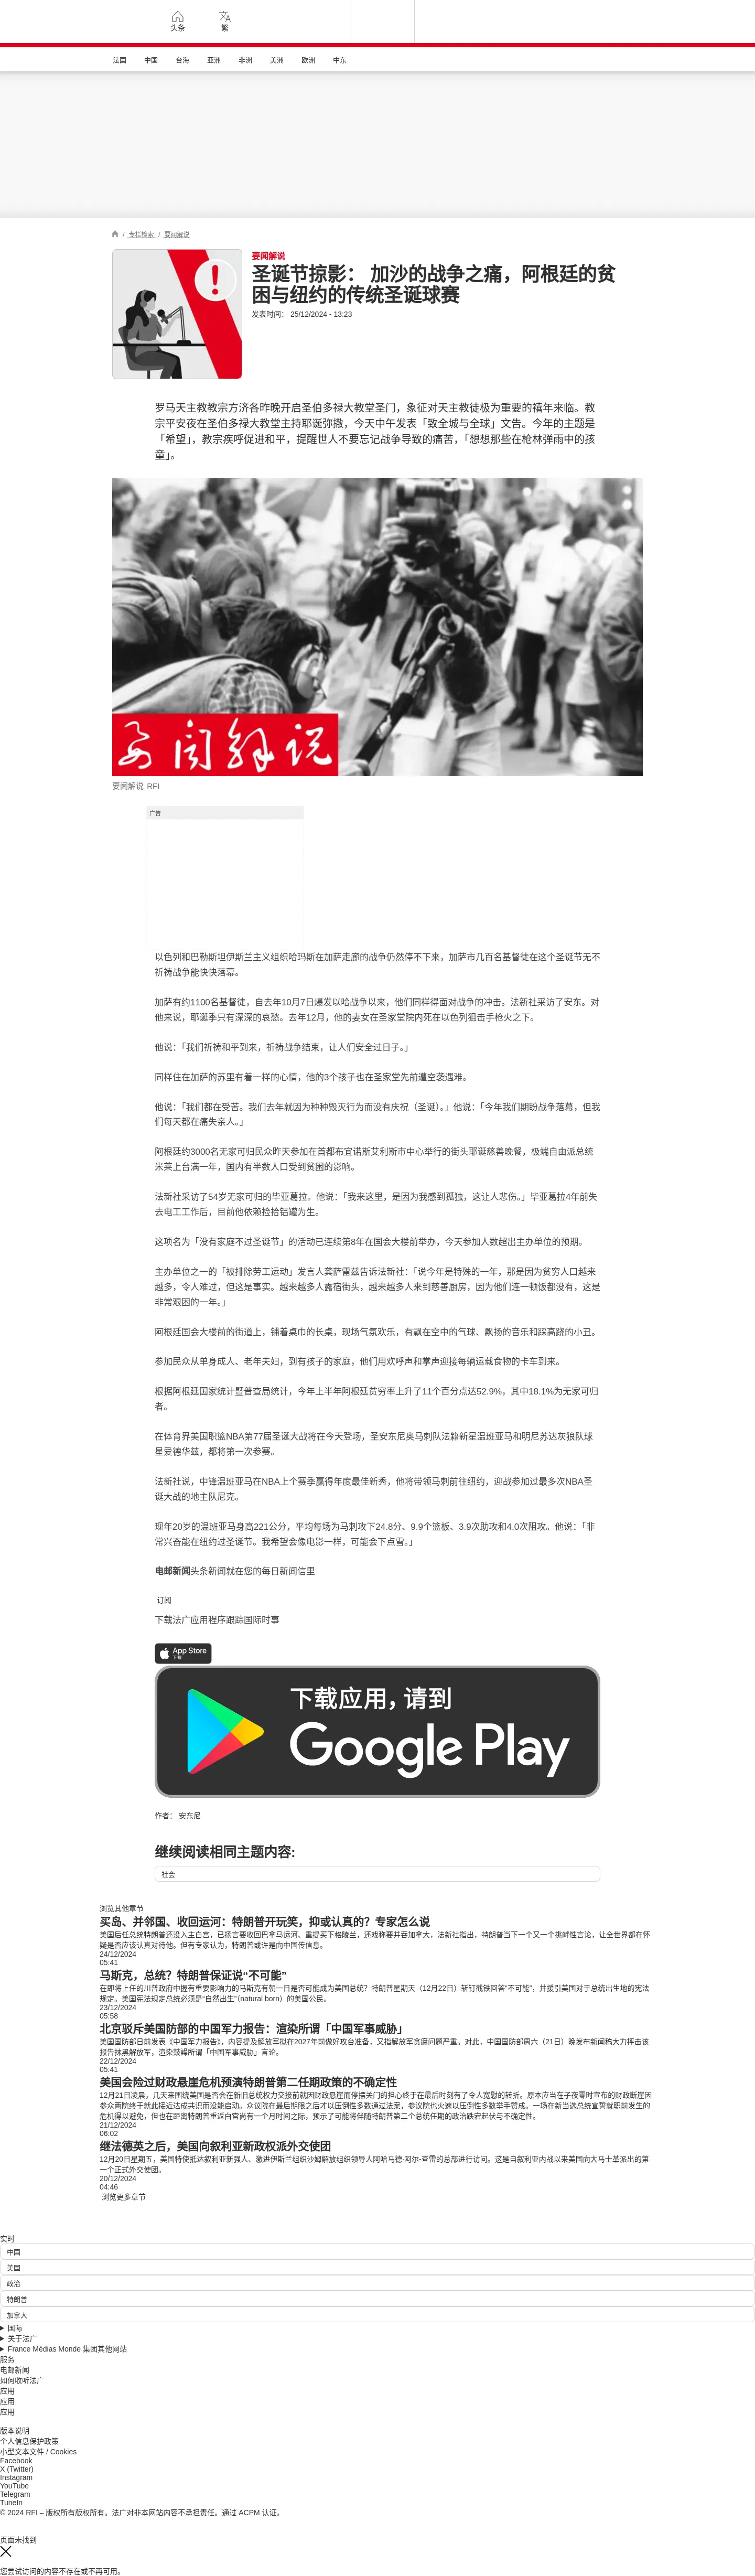 头条
繁
法国
中国
台海
亚洲
非洲
美洲
欧洲
中东
/ 专栏检索 / 要闻解说
要闻解说
圣诞节掠影： 加沙的战争之痛，阿根廷的贫
困与纽约的传统圣诞球赛
发表时间： 25/12/2024 - 13:23
罗马天主教教宗方济各昨晚开启圣伯多禄大教堂圣门，象征对天主教徒极为重要的禧年来临。教
宗平安夜在圣伯多禄大教堂主持耶诞弥撒，今天中午发表「致全城与全球」文告。今年的主题是
「希望」，教宗疾呼促进和平，提醒世人不要忘记战争导致的痛苦，「想想那些在枪林弹雨中的孩
童」。
要闻解说
要闻解说 RFI
广告
以色列和巴勒斯坦伊斯兰主义组织哈玛斯在加萨走廊的战争仍然停不下来，加萨市几百名基督徒在这个圣诞节无不
祈祷战争能快快落幕。
加萨有约1100名基督徒，自去年10月7日爆发以哈战争以来，他们同样得面对战争的冲击。法新社采访了安东。对
他来说，耶诞季只有深深的哀愁。去年12月，他的妻女在圣家堂院内死在以色列狙击手枪火之下。
他说：「我们祈祷和平到来，祈祷战争结束，让人们安全过日子。」
同样住在加萨的苏里有着一样的心情，他的3个孩子也在圣家堂先前遭空袭遇难。
他说：「我们都在受苦。我们去年就因为种种毁灭行为而没有庆祝（圣诞）。」他说：「今年我们期盼战争落幕，但我
们每天都在痛失亲人。」
阿根廷约3000名无家可归民众昨天参加在首都布宜诺斯艾利斯市中心举行的街头耶诞慈善晚餐，极端自由派总统
米莱上台满一年，国内有半数人口受到贫困的影响。
法新社采访了54岁无家可归的毕亚葛拉。他说：「我来这里，是因为我感到孤独，这让人悲伤。」毕亚葛拉4年前失
去电工工作后，目前他依赖捡拾铝罐为生。
这项名为「没有家庭不过圣诞节」的活动已连续第8年在国会大楼前举办，今天参加人数超出主办单位的预期。
主办单位之一的「被排除劳工运动」发言人龚萨雷兹告诉法新社：「说今年是特殊的一年，那是因为贫穷人口越来
越多，令人难过，但这是事实。越来越多人露宿街头，越来越多人来到慈善厨房，因为他们连一顿饭都没有，这是
非常艰困的一年。」
阿根廷国会大楼前的街道上，铺着桌巾的长桌，现场气氛欢乐，有飘在空中的气球、飘扬的音乐和踩高跷的小丑。
参加民众从单身成人、老年夫妇，到有孩子的家庭，他们用欢呼声和掌声迎接每辆运载食物的卡车到来。
根据阿根廷国家统计暨普查局统计，今年上半年阿根廷贫穷率上升了11个百分点达52.9%，其中18.1%为无家可归
者。
在体育界美国职篮NBA第77届圣诞大战将在今天登场，圣安东尼奥马刺队法籍新星温班亚马和明尼苏达灰狼队球
星爱德华兹，都将第一次参赛。
法新社说，中锋温班亚马在NBA上个赛季赢得年度最佳新秀，他将带领马刺前往纽约，迎战参加过最多次NBA圣
诞大战的地主队尼克。
现年20岁的温班亚马身高221公分，平均每场为马刺攻下24.8分、9.9个篮板、3.9次助攻和4.0次阻攻。他说：「非
常兴奋能在纽约过圣诞节。我希望会像电影一样，可能会下点雪。」
电邮新闻头条新闻就在您的每日新闻信里
订阅
下载法广应用程序跟踪国际时事
App Store
下载
下载应用，请到
Google Play
作者： 安东尼
继续阅读相同主题内容:
社会
浏览其他章节
买岛、并邻国、收回运河：特朗普开玩笑，抑或认真的？专家怎么说
美国后任总统特朗普还没入主白宫，已扬言要收回巴拿马运河、重提买下格陵兰，还戏称要并吞加拿大，法新社指出，特朗普当下一个又一个挑衅性言论，让全世界都在怀
疑是否应该认真对待他。但有专家认为，特朗普或许是向中国传信息。
24/12/2024
05:41
马斯克，总统？特朗普保证说“不可能”
在即将上任的川普政府中握有重要影响力的马斯克有朝一日是否可能成为美国总统？特朗普星期天（12月22日）斩钉截铁回答“不可能”，并援引美国对于总统出生地的宪法
规定。美国宪法规定总统必须是“自然出生”（natural born）的美国公民。
23/12/2024
05:58
北京驳斥美国防部的中国军力报告：渲染所谓「中国军事威胁」
美国国防部日前发表《中国军力报告》，内容提及解放军拟在2027年前做好攻台准备，又指解放军贪腐问题严重。对此，中国国防部周六（21日）晚发布新闻稿大力抨击该
报告抹黑解放军，渲染鼓譟所谓「中国军事威胁」言论。
22/12/2024
05:41
美国会险过财政悬崖危机预演特朗普第二任期政策的不确定性
12月21日凌晨，几天来围绕美国是否会在新旧总统权力交接前就因财政悬崖而停摆关门的担心终于在最后时刻有了令人宽慰的转折。原本应当在子夜零时宣布的财政断崖因
参众两院终于就此接近达成共识而没能启动。众议院在最后期限之后才以压倒性多数通过法案，参议院也火速以压倒性多数举手赞成。一场在新当选总统宣誓就职前发生的
危机得以避免，但也在距离特朗普重返白宫尚有一个月时间之际，预示了可能将伴随特朗普第二个总统任期的政治跌宕起伏与不确定性。
21/12/2024
06:02
继法德英之后，美国向叙利亚新政权派外交使团
12月20日星期五，美国特使抵达叙利亚新强人、激进伊斯兰组织沙姆解放组织领导人阿哈马德·阿尔-查雷的总部进行访问。这是自叙利亚内战以来美国向大马士革派出的第
一个正式外交使团。
20/12/2024
04:46
浏览更多章节
实时
中国
美国
政治
特朗普
加拿大
国际
关于法广
France Médias Monde 集团其他网站
服务
电邮新闻
如何收听法广
应用
应用
应用
版本说明
个人信息保护政策
小型文本文件 / Cookies
Facebook
X (Twitter)
Instagram
YouTube
Telegram
TuneIn
© 2024 RFI – 版权所有版权所有。法广对非本网站内容不承担责任。通过 ACPM 认证。
页面未找到
您尝试访问的内容不存在或不再可用。